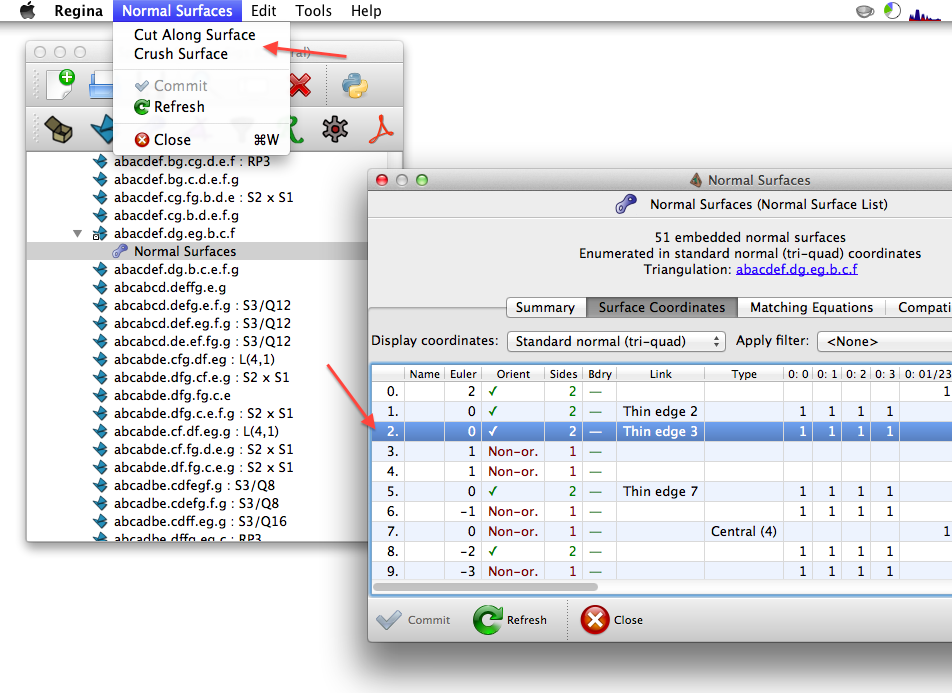 Regina Normal Surfaces Edit Tools Help
Cut Along Surface
Crush Surface
Commit
Refresh
Close ⌘W
al)
abacdef.bg.cg.d.e.f : RP3
abacdef.bg.c.d.e.f.g
abacdef.cg.fg.b.d.e : S2 x S1
abacdef.cg.b.d.e.f.g
abacdef.dg.eg.b.c.f
Normal Surfaces
abacdef.dg.b.c.e.f.g
abcabcd.deffg.e.g
abcabcd.defg.e.f.g : S3/Q12
abcabcd.def.eg.f.g : S3/Q12
abcabcd.de.ef.fg.g : S3/Q12
abcabde.cfg.df.eg : L(4,1)
abcabde.dfg.cf.e.g : S2 x S1
abcabde.dfg.fg.c.e
abcabde.dfg.c.e.f.g : S2 x S1
abcabde.cf.df.eg.g : L(4,1)
abcabde.cf.fg.d.e.g : S2 x S1
abcabde.df.fg.c.e.g : S2 x S1
abcadbe.cdfegf.g : S3/Q8
abcadbe.cdefg.f.g : S3/Q8
abcadbe.cdff.eg.g : S3/Q16
abcadbe.dffg.eg.c : RP3
Normal Surfaces
Normal Surfaces (Normal Surface List)
51 embedded normal surfaces
Enumerated in standard normal (tri-quad) coordinates
Triangulation: abacdef.dg.eg.b.c.f
Summary Surface Coordinates Matching Equations Compati
Display coordinates: Standard normal (tri-quad) Apply filter: <None>
Name Euler Orient Sides Bdry Link Type 0: 0 0: 1 0: 2 0: 3 0: 01/23
0. 2 ✓ 2 — 1
1. 0 ✓ 2 — Thin edge 2 1 1 1 1
2. 0 ✓ 2 — Thin edge 3 1 1 1 1
3. 1 Non-or. 1 —
4. 1 Non-or. 1 —
5. 0 ✓ 2 — Thin edge 7 1 1 1 1
6. −1 Non-or. 1 — 1 1 1 1
7. 0 Non-or. 1 — Central (4) 1
8. −2 ✓ 2 — 1 1 1 1
9. −3 Non-or. 1 — 1 1 1 1
Commit Refresh Close